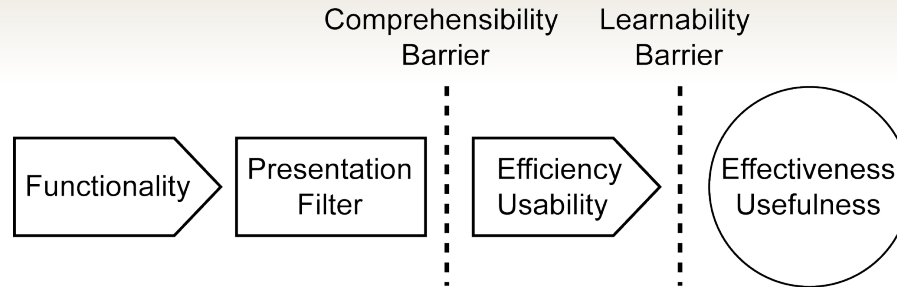 Comprehensibility
Barrier
Learnability
Barrier
Functionality
Presentation
Filter
Efficiency
Usability
Effectiveness
Usefulness